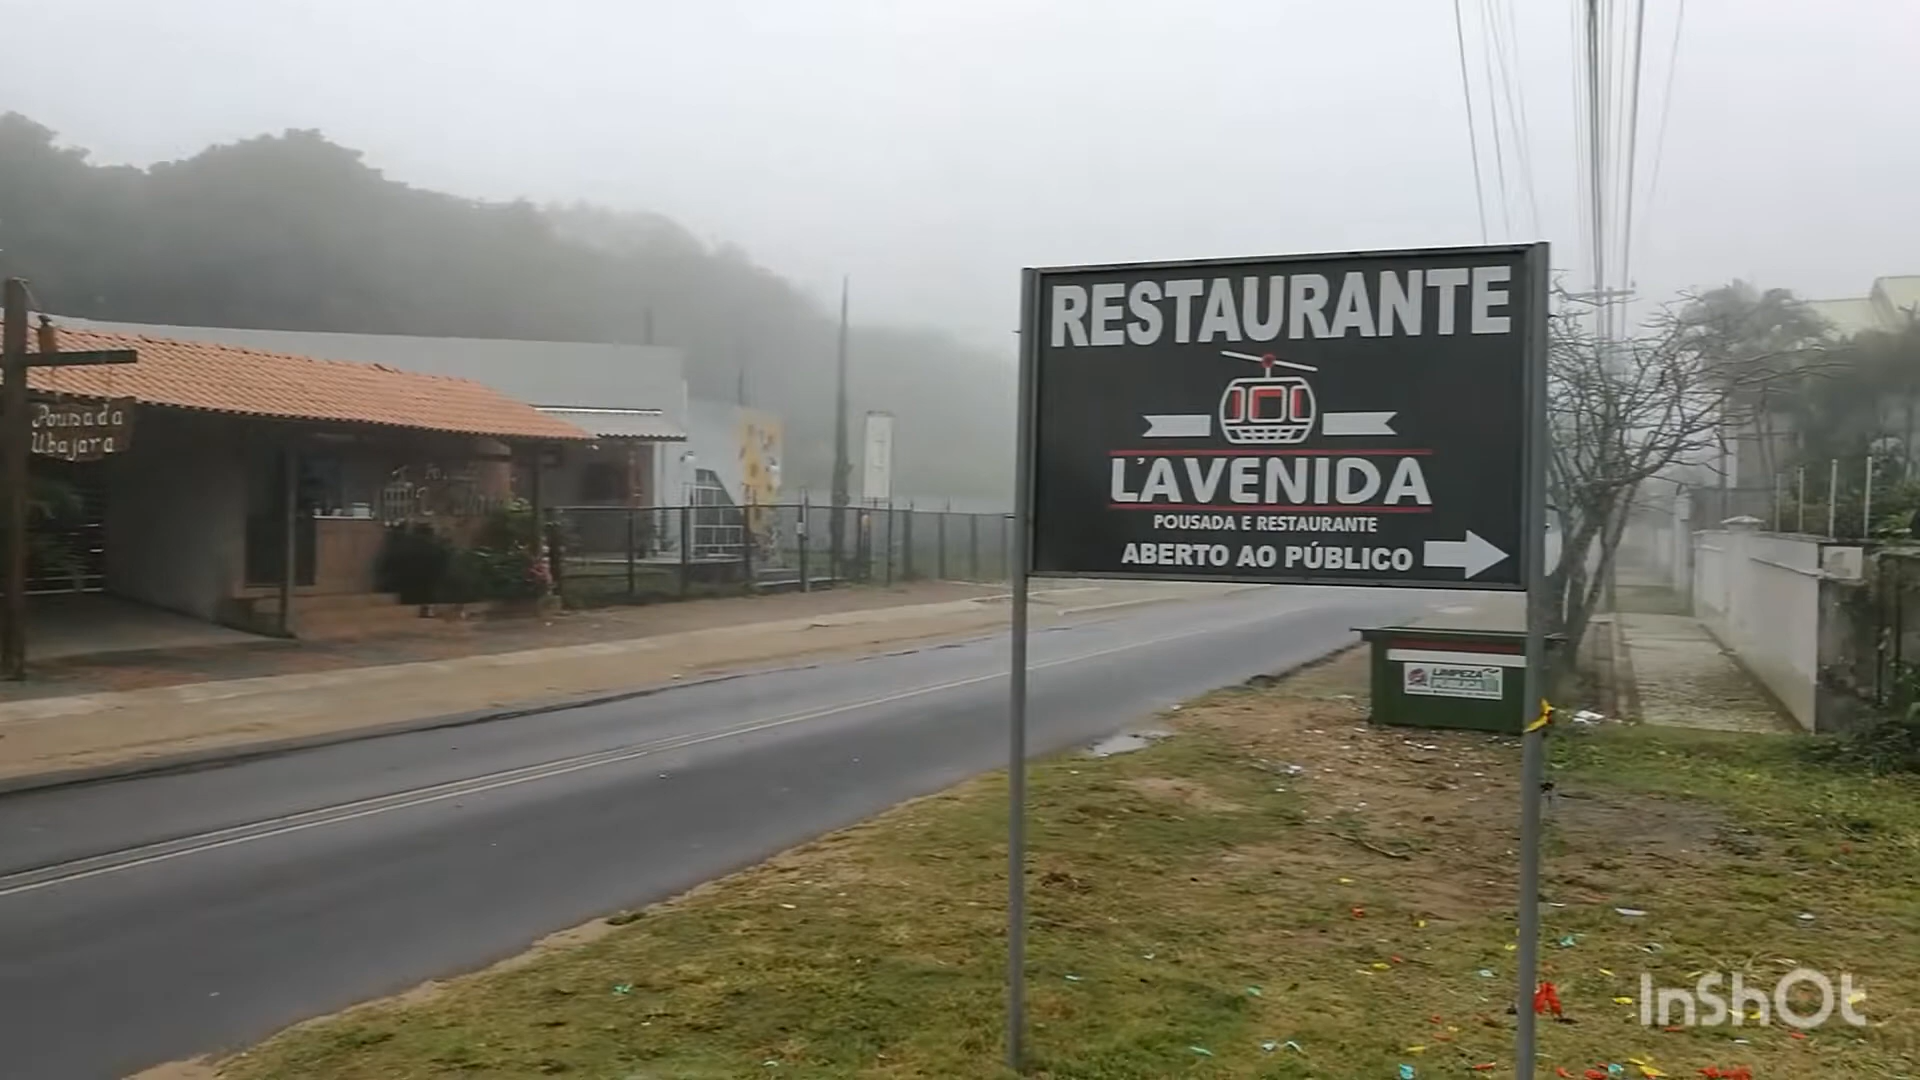 Pousada
Ubajara
RESTAURANTE
L'AVENIDA
POUSADA E RESTAURANTE
ABERTO AO PÚBLICO
LIMPEZA
InShOt